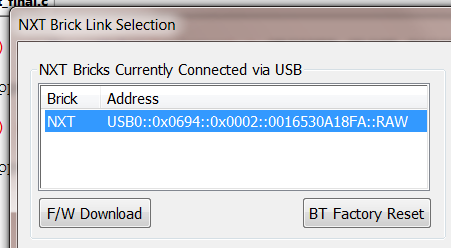 _final.c
NXT Brick Link Selection
NXT Bricks Currently Connected via USB
Brick Address
NXT USB0::0x0694::0x0002::0016530A18FA::RAW
F/W Download BT Factory Reset